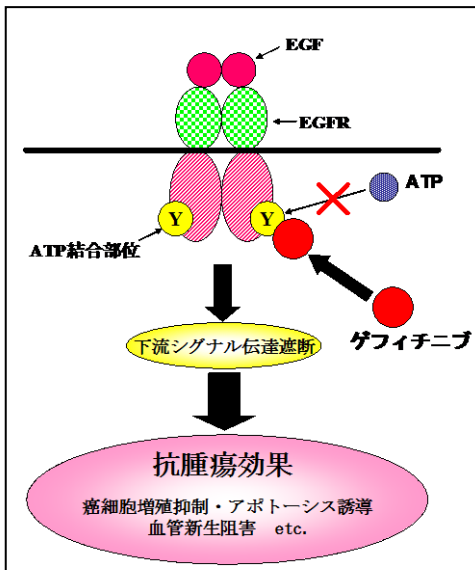 EGF
EGFR
ATP
Y
Y
ATP結合部位
ゲフィチニブ
下流シグナル伝達遮断
抗腫瘍効果
癌細胞増殖抑制・アポトーシス誘導
血管新生阻害 etc.